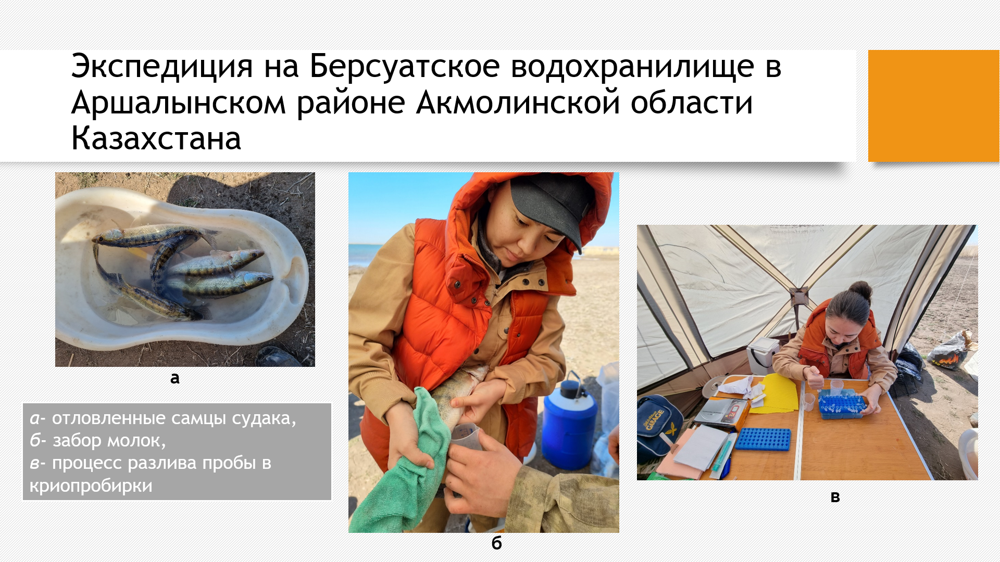 Экспедиция на Берсуатское водохранилище в
Аршалынском районе Акмолинской области
Казахстана
а
а- отловленные самцы судака,
б- забор молок,
в- процесс разлива пробы в
криопробирки
б
GARAGE
в